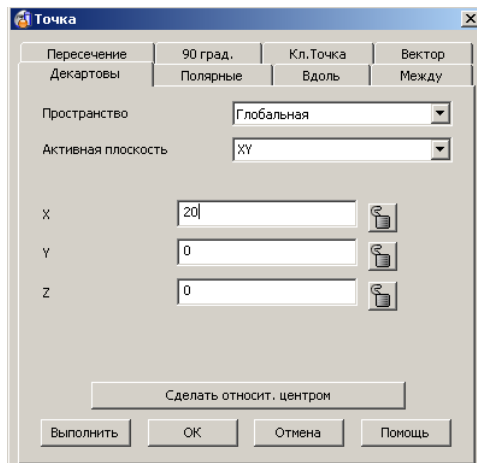 Точка
Пересечение 90 град. Кл.Точка Вектор
Декартовы Полярные Вдоль Между
Пространство Глобальная
Активная плоскость XY
X 20
Y 0
Z 0
Сделать относит. центром
Выполнить ОК Отмена Помощь